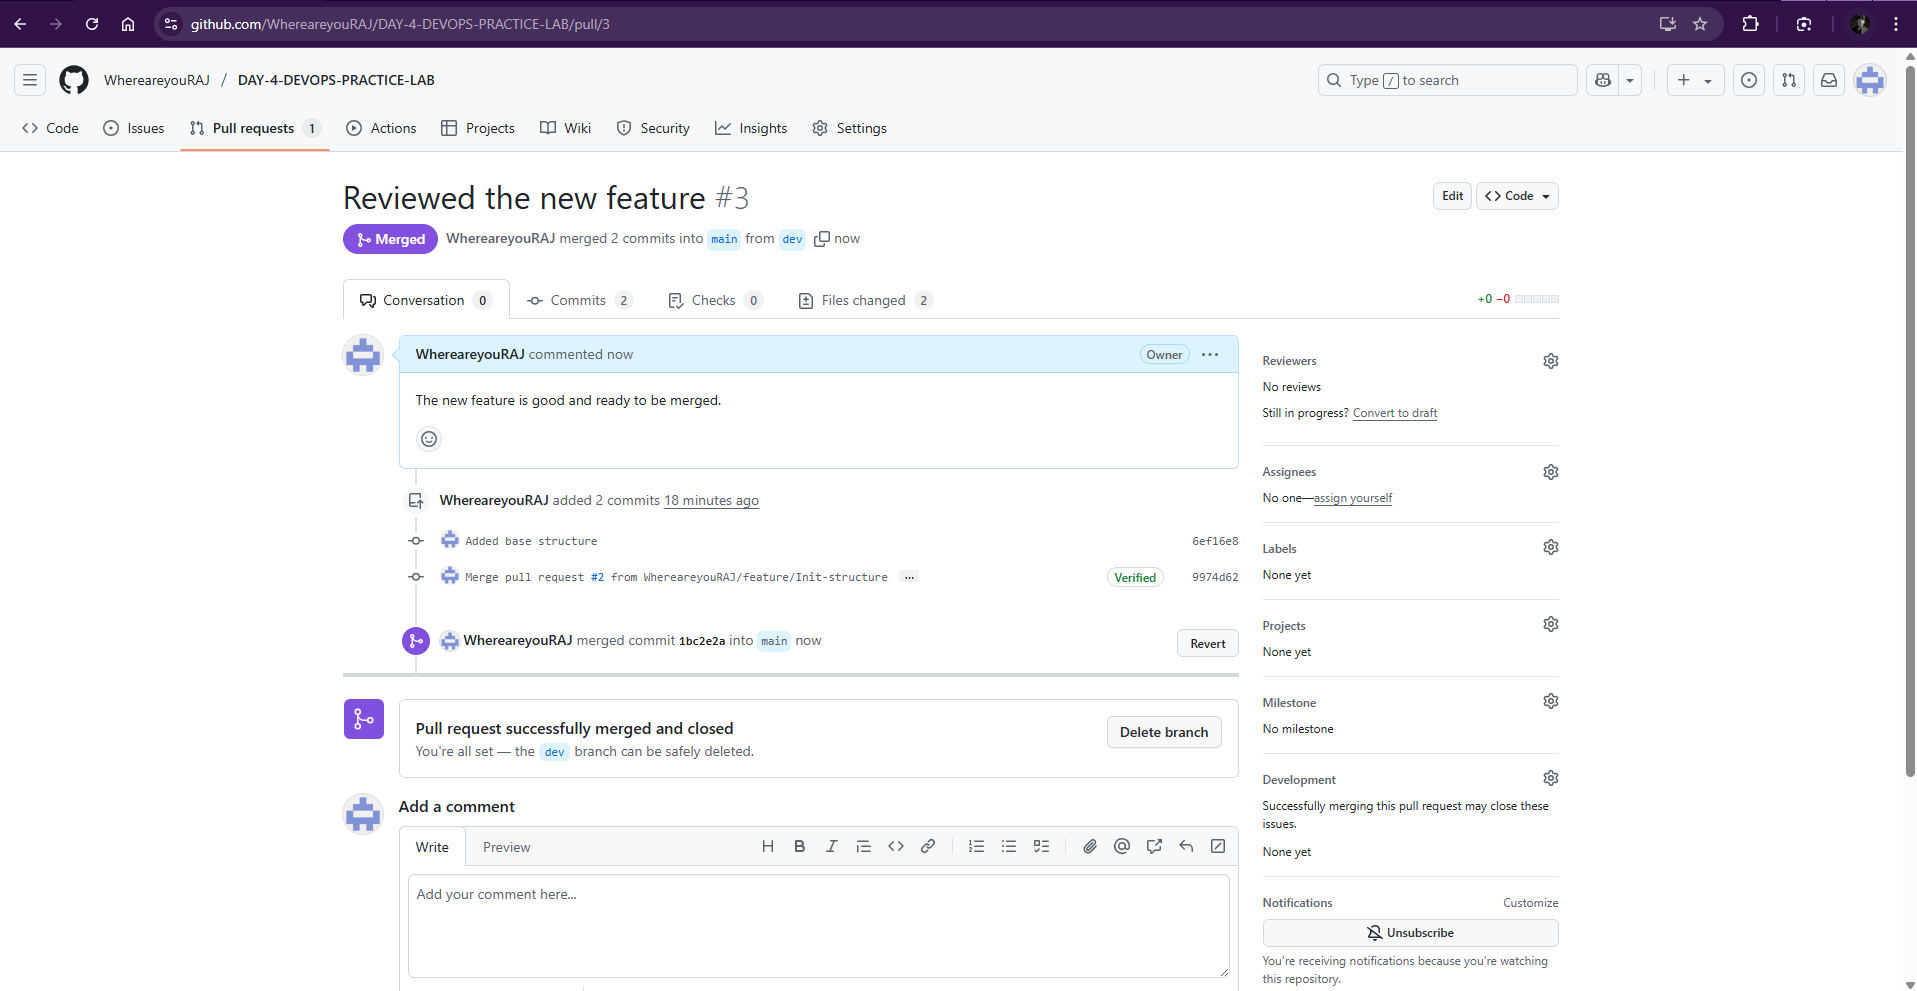 github.com/WhereareyouRAJ/DAY-4-DEVOPS-PRACTICE-LAB/pull/3
WhereareyouRAJ / DAY-4-DEVOPS-PRACTICE-LAB
Type / to search
Code Issues Pull requests 1 Actions Projects Wiki Security Insights Settings
Reviewed the new feature #3
Edit <> Code
Merged WhereareyouRAJ merged 2 commits into main from dev now
Conversation 0 Commits 2 Checks 0 Files changed 2
+0 −0
WhereareyouRAJ commented now
Owner ...
The new feature is good and ready to be merged.
WhereareyouRAJ added 2 commits 18 minutes ago
Added base structure 6ef16e8
Merge pull request #2 from WhereareyouRAJ/feature/Init-structure ... Verified 9974d62
WhereareyouRAJ merged commit 1bc2e2a into main now
Revert
Pull request successfully merged and closed
You're all set — the dev branch can be safely deleted.
Delete branch
Add a comment
Write Preview
Add your comment here...
Reviewers
No reviews
Still in progress? Convert to draft
Assignees
No one—assign yourself
Labels
None yet
Projects
None yet
Milestone
No milestone
Development
Successfully merging this pull request may close these
issues.
None yet
Notifications Customize
Unsubscribe
You're receiving notifications because you're watching
this repository.